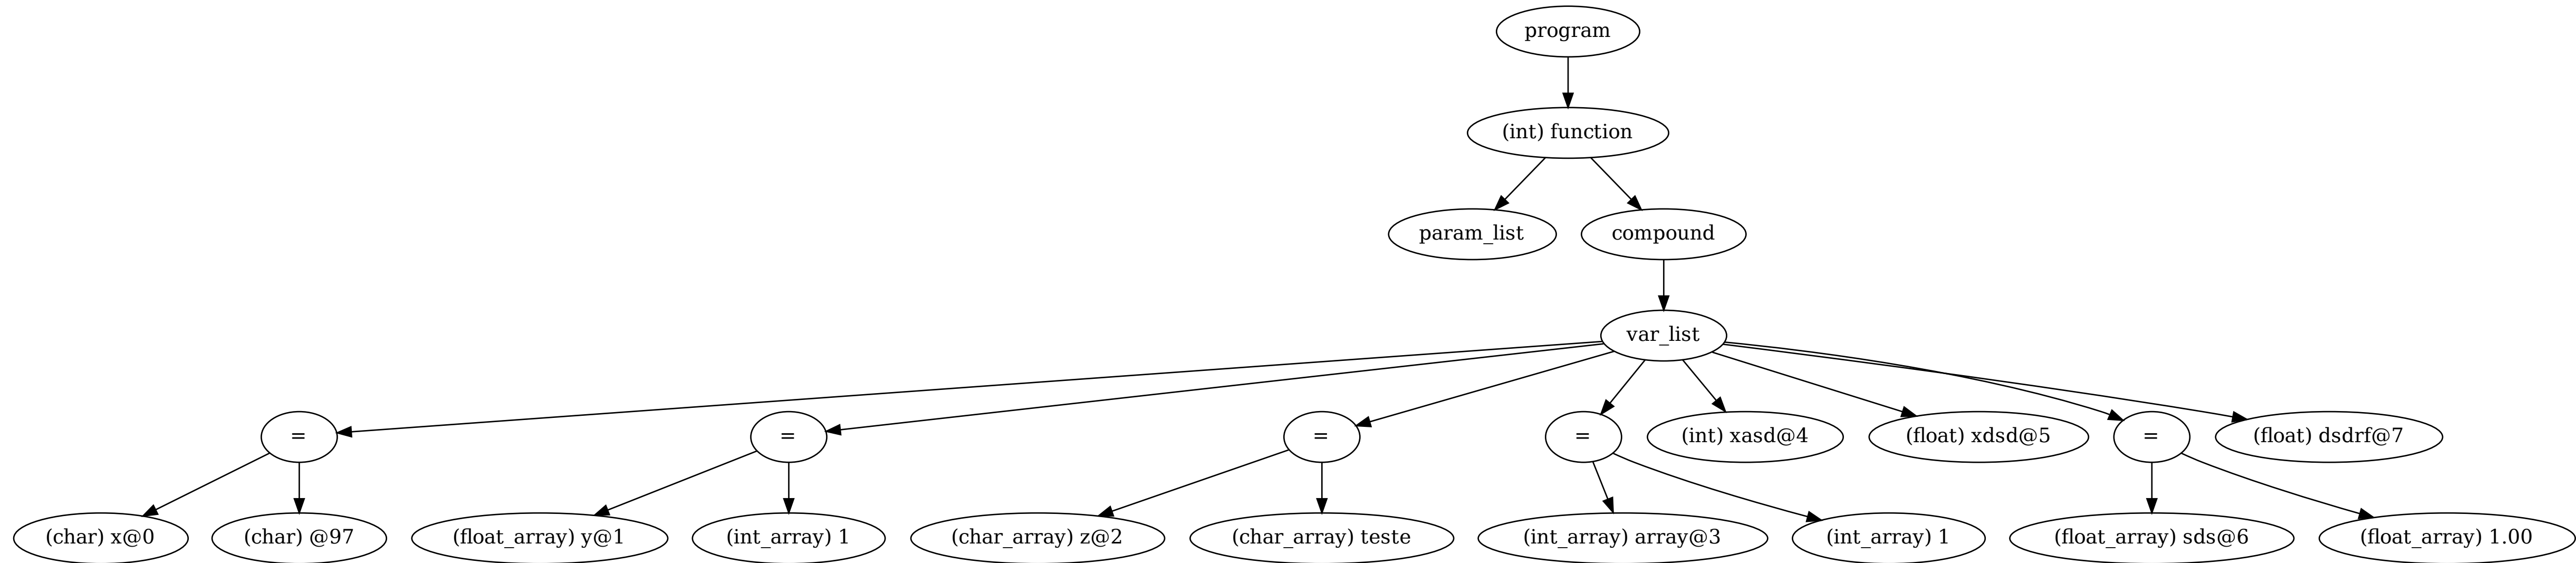 program
(int) function
param_list
compound
var_list
=
=
=
=
(int) xasd@4
(float) xdsd@5
=
(float) dsdrf@7
(char) x@0
(char) @97
(float_array) y@1
(int_array) 1
(char_array) z@2
(char_array) teste
(int_array) array@3
(int_array) 1
(float_array) sds@6
(float_array) 1.00